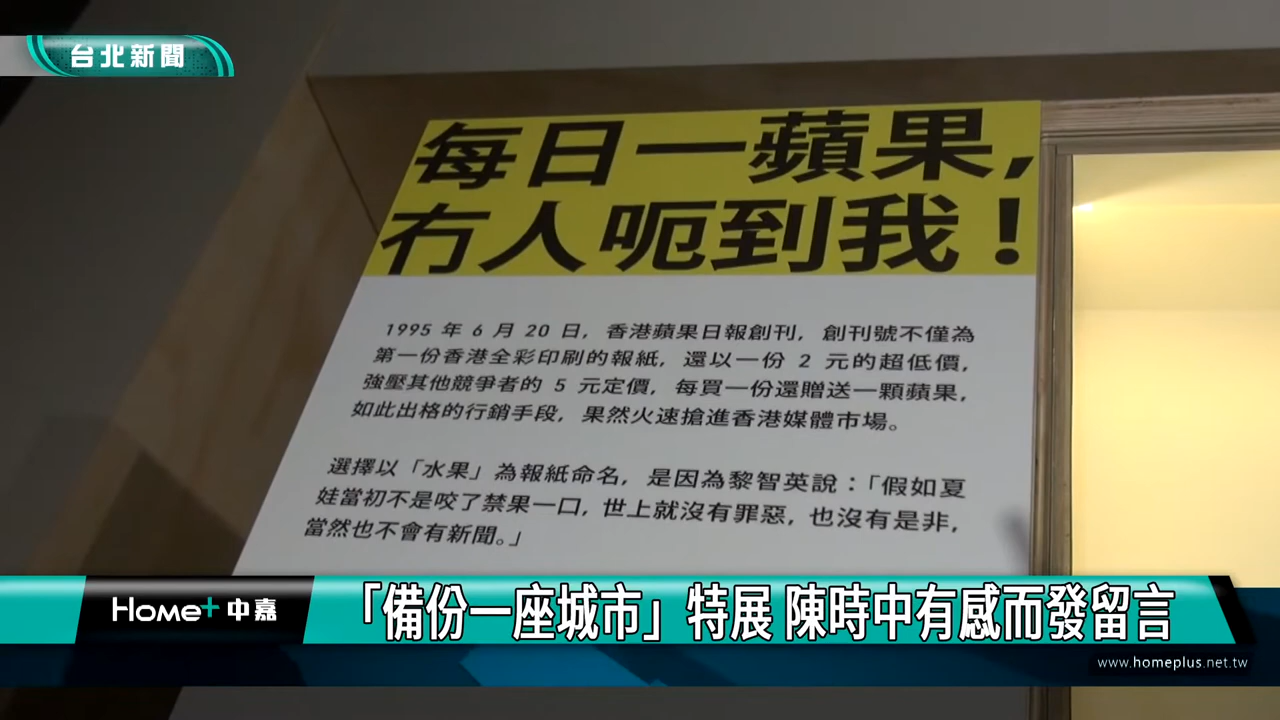 台北新聞
每日一蘋果,
冇人呃到我!
1995 年 6 月 20 日, 香港蘋果日報創刊, 創刊號不僅為
第一份香港全彩印刷的報紙, 還以一份 2 元的超低價,
強壓其他競爭者的 5 元定價, 每買一份還贈送一顆蘋果,
如此出格的行銷手段, 果然火速搶進香港媒體市場。
選擇以「水果」為報紙命名, 是因為黎智英說:「假如夏
娃當初不是咬了禁果一口, 世上就沒有罪惡, 也沒有是非,
當然也不會有新聞。」
Home+ 中嘉
「備份一座城市」特展 陳時中有感而發留言
www.homeplus.net.tw